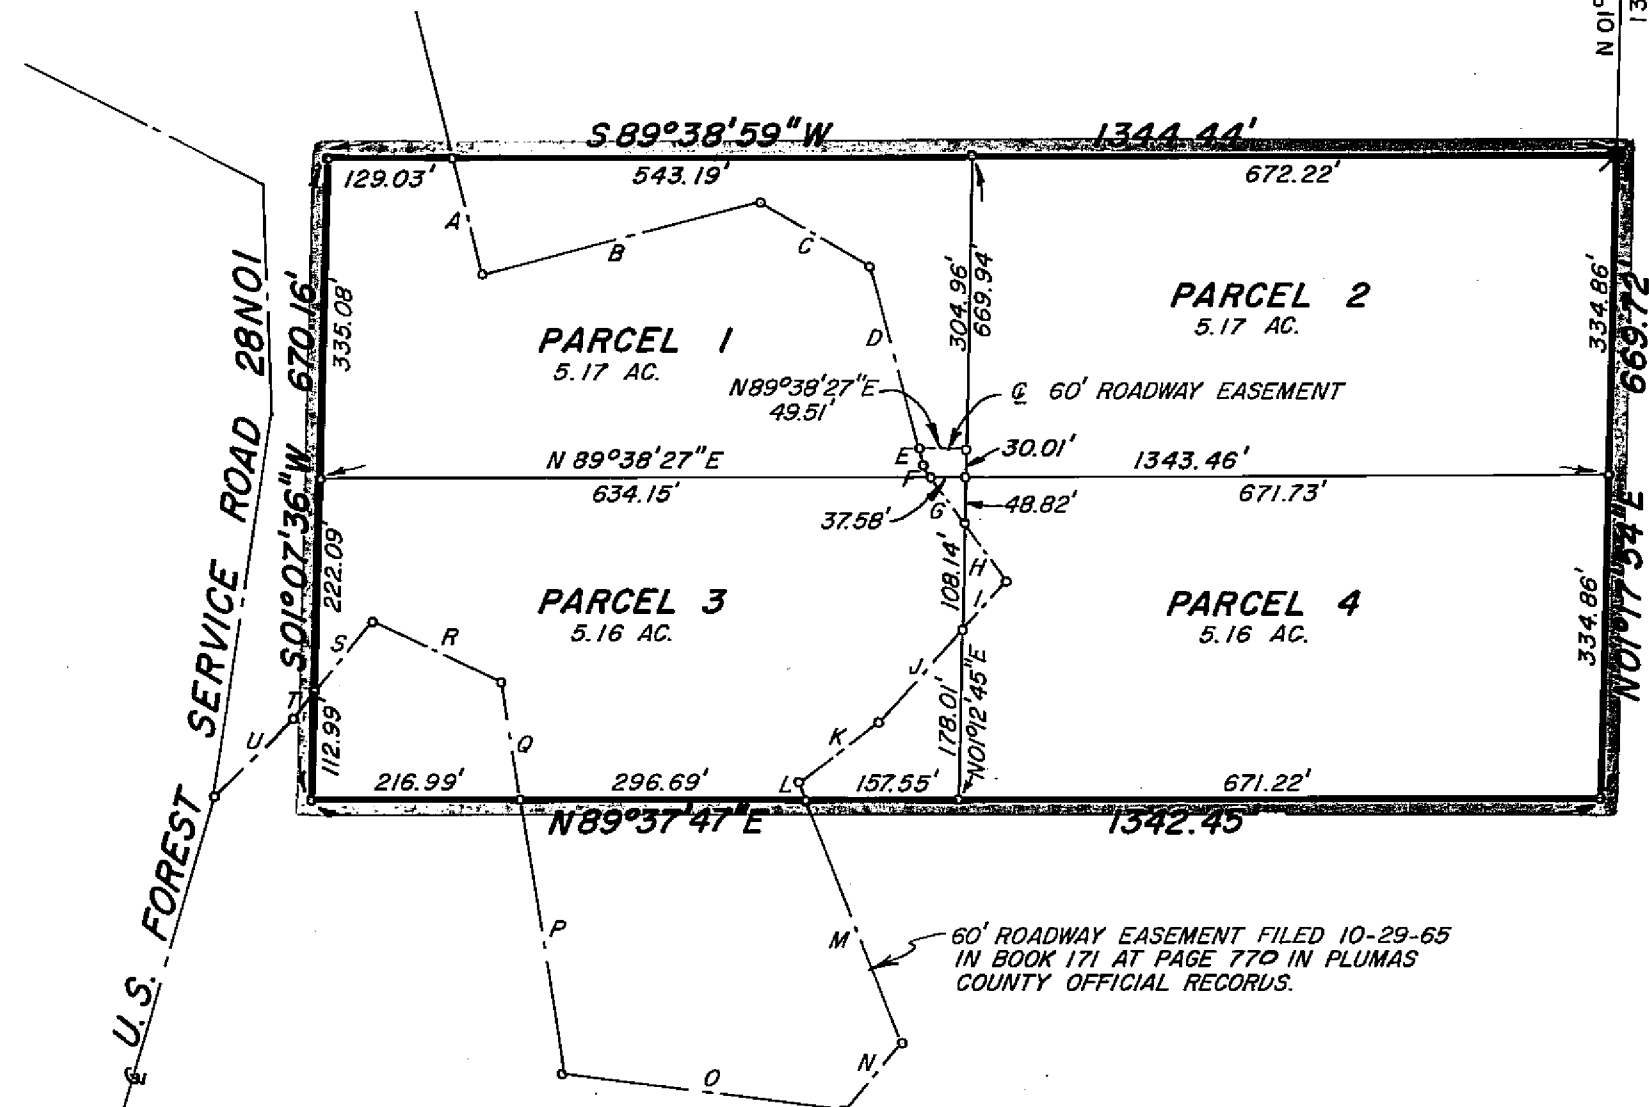 N 01°
13
S 89°38'59"W 1344.44'
129.03' 543.19' 672.22'
A
B
C
D
PARCEL 1
5.17 AC.
PARCEL 2
5.17 AC.
S01°07'36"W 670.16'
335.08'
304.96'
669.94'
334.86'
N01°17'54"E 669.72'
N89°38'27"E
49.51'
℄ 60' ROADWAY EASEMENT
E
F
30.01'
N 89°38'27"E 1343.46'
634.15' 671.73'
37.58'
G
48.82'
222.09'
108.14'
H
I
334.86'
PARCEL 3
5.16 AC.
PARCEL 4
5.16 AC.
S
R
J
T
U
112.99'
Q
K
L
178.01'
N01°12'45"E
216.99' 296.69' 157.55' 671.22'
N89°37'47"E 1342.45'
U.S. FOREST SERVICE ROAD 28N01
P
M
60' ROADWAY EASEMENT FILED 10-29-65
IN BOOK 171 AT PAGE 770 IN PLUMAS
COUNTY OFFICIAL RECORDS.
N
O